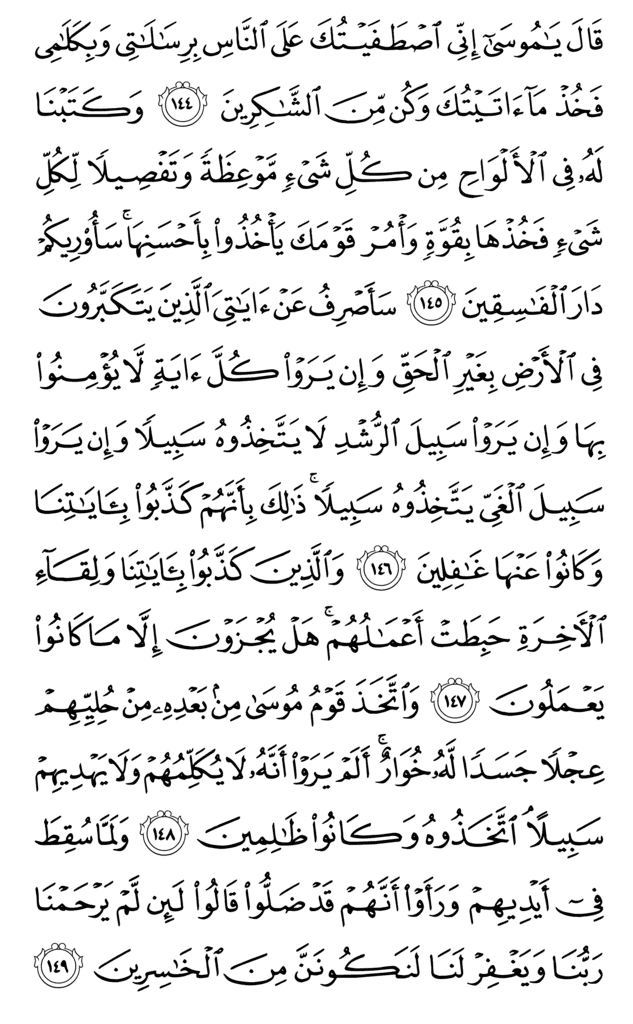 قَالَ يَـٰمُوسَىٰٓ إِنِّى ٱصۡطَفَيۡتُكَ عَلَى ٱلنَّاسِ بِرِسَـٰلَـٰتِى وَبِكَلَـٰمِى
فَخُذۡ مَآ ءَاتَيۡتُكَ وَكُن مِّنَ ٱلشَّـٰكِرِينَ ١٤٤ وَكَتَبۡنَا
لَهُۥ فِى ٱلۡأَلۡوَاحِ مِن كُلِّ شَىۡءٍ مَّوۡعِظَةً وَتَفۡصِيلًا لِّكُلِّ
شَىۡءٍ فَخُذۡهَا بِقُوَّةٍ وَأۡمُرۡ قَوۡمَكَ يَأۡخُذُوا۟ بِأَحۡسَنِهَاۚ سَأُو۟رِيكُمۡ
دَارَ ٱلۡفَـٰسِقِينَ ١٤٥ سَأَصۡرِفُ عَنۡ ءَايَـٰتِىَ ٱلَّذِينَ يَتَكَبَّرُونَ
فِى ٱلۡأَرۡضِ بِغَيۡرِ ٱلۡحَقِّ وَإِن يَرَوۡا۟ كُلَّ ءَايَةٍ لَّا يُؤۡمِنُوا۟
بِهَا وَإِن يَرَوۡا۟ سَبِيلَ ٱلرُّشۡدِ لَا يَتَّخِذُوهُ سَبِيلًا وَإِن يَرَوۡا۟
سَبِيلَ ٱلۡغَىِّ يَتَّخِذُوهُ سَبِيلًاۚ ذَٰلِكَ بِأَنَّهُمۡ كَذَّبُوا۟ بِـَٔايَـٰتِنَا
وَكَانُوا۟ عَنۡهَا غَـٰفِلِينَ ١٤٦ وَٱلَّذِينَ كَذَّبُوا۟ بِـَٔايَـٰتِنَا وَلِقَآءِ
ٱلۡـَٔاخِرَةِ حَبِطَتۡ أَعۡمَـٰلُهُمۡۚ هَلۡ يُجۡزَوۡنَ إِلَّا مَا كَانُوا۟
يَعۡمَلُونَ ١٤٧ وَٱتَّخَذَ قَوۡمُ مُوسَىٰ مِنۢ بَعۡدِهِۦ مِنۡ حُلِيِّهِمۡ
عِجۡلًا جَسَدًا لَّهُۥ خُوَارٌۚ أَلَمۡ يَرَوۡا۟ أَنَّهُۥ لَا يُكَلِّمُهُمۡ وَلَا يَهۡدِيهِمۡ
سَبِيلًاۘ ٱتَّخَذُوهُ وَكَانُوا۟ ظَـٰلِمِينَ ١٤٨ وَلَمَّا سُقِطَ
فِىٓ أَيۡدِيهِمۡ وَرَأَوۡا۟ أَنَّهُمۡ قَدۡ ضَلُّوا۟ قَالُوا۟ لَئِن لَّمۡ يَرۡحَمۡنَا
رَبُّنَا وَيَغۡفِرۡ لَنَا لَنَكُونَنَّ مِنَ ٱلۡخَـٰسِرِينَ ١٤٩